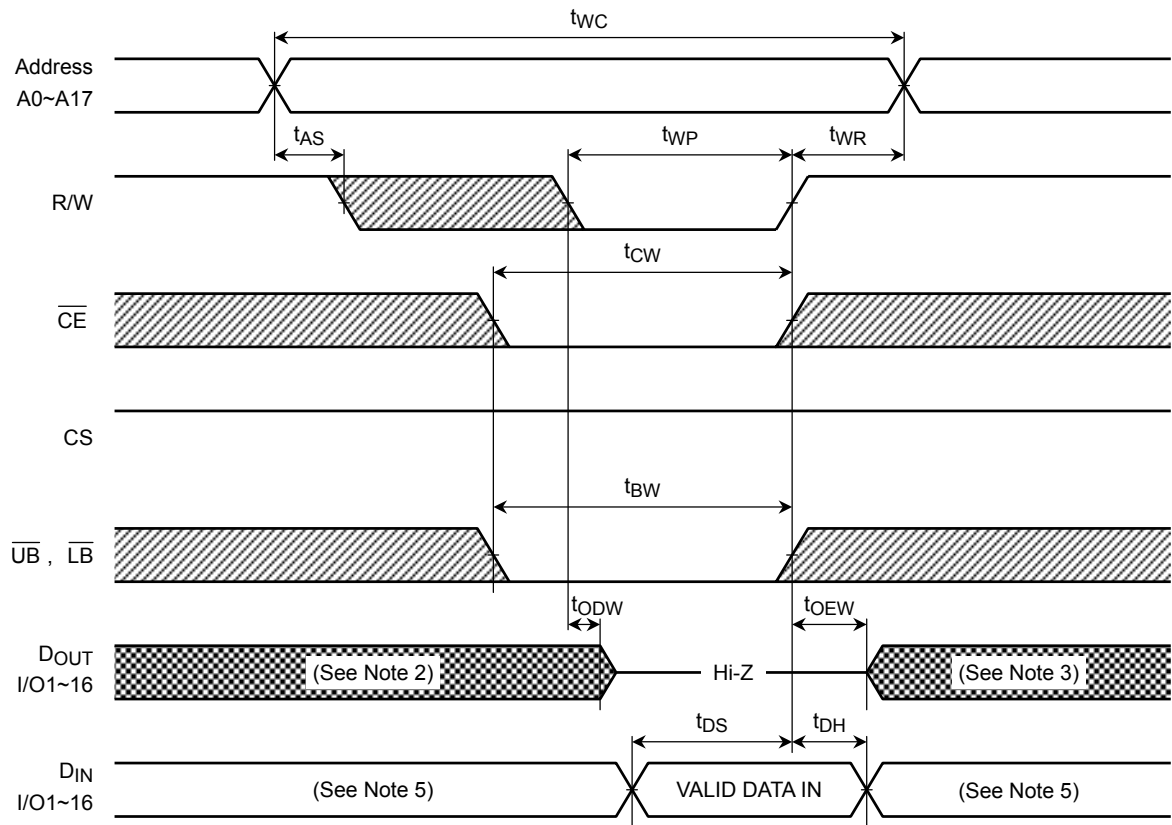 tWC
Address
A0~A17
tAS
tWP
tWR
R/W
tCW
CE
CS
tBW
UB , LB
tODW
tOEW
DOUT
I/O1~16
(See Note 2)
Hi-Z
(See Note 3)
tDS
tDH
DIN
I/O1~16
(See Note 5)
VALID DATA IN
(See Note 5)